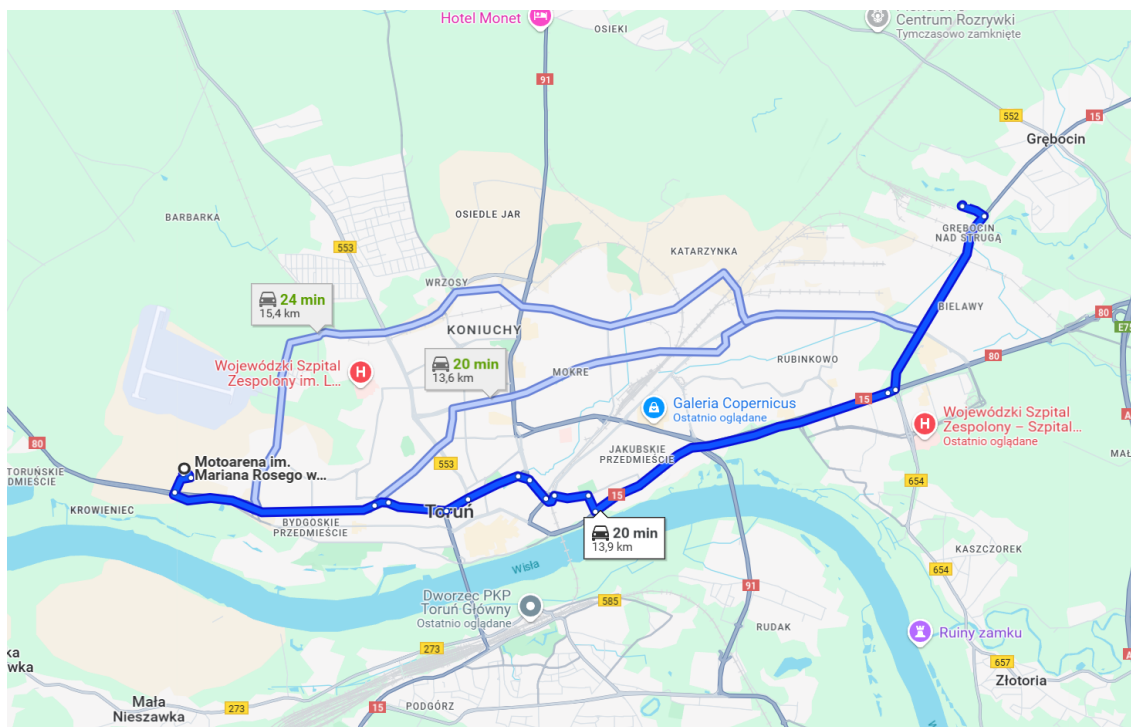 Hotel Monet
OSIEKI
Centrum Rozrywki
Tymczasowo zamknięte
91
552
15
Grębocin
BARBARKA
OSIEDLE JAR
553
KATARZYNKA
GRĘBOCIN
NAD STRUGĄ
WRZOSY
24 min
15,4 km
BIELAWY
80
KONIUCHY
Wojewódzki Szpital
Zespolony im. L...
H
20 min
13,6 km
MOKRE
RUBINKOWO
80
15
Galeria Copernicus
Ostatnio oglądane
H
Wojewódzki Szpital
Zespolony – Szpital...
Ostatnio oglądane
80
TORUŃSKIE
Motoarena im.
Mariana Rosego w...
JAKUBSKIE
PRZEDMIEŚCIE
553
654
KROWIENIEC
BYDGOSKIE
PRZEDMIEŚCIE
Toruń
15
20 min
13,9 km
KASZCZOREK
654
Wisła
Dworzec PKP
Toruń Główny
Ostatnio oglądane
585
91
RUDAK
Ruiny zamku
273
657
Złotoria
Mała
Nieszawka
273
15
PODGÓRZ